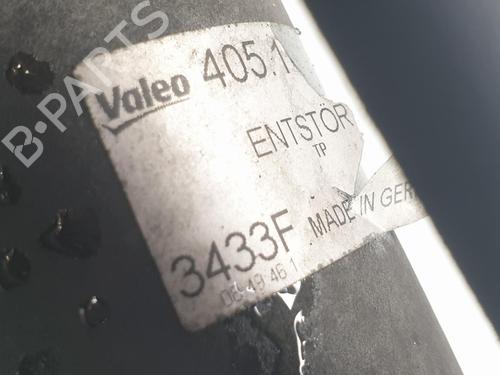 B-PARTS
Valeo 405.1
ENTSTÖR
TP
3433F MADE IN GER